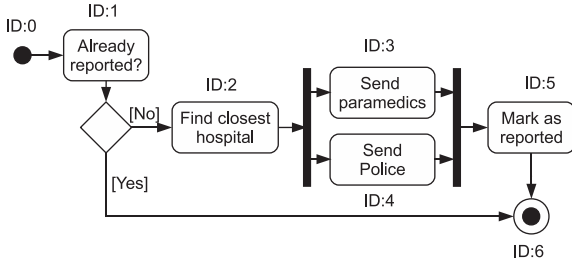 ID:0
ID:1
Already
reported?
[No]
[Yes]
ID:2
Find closest
hospital
ID:3
Send
paramedics
Send
Police
ID:4
ID:5
Mark as
reported
ID:6